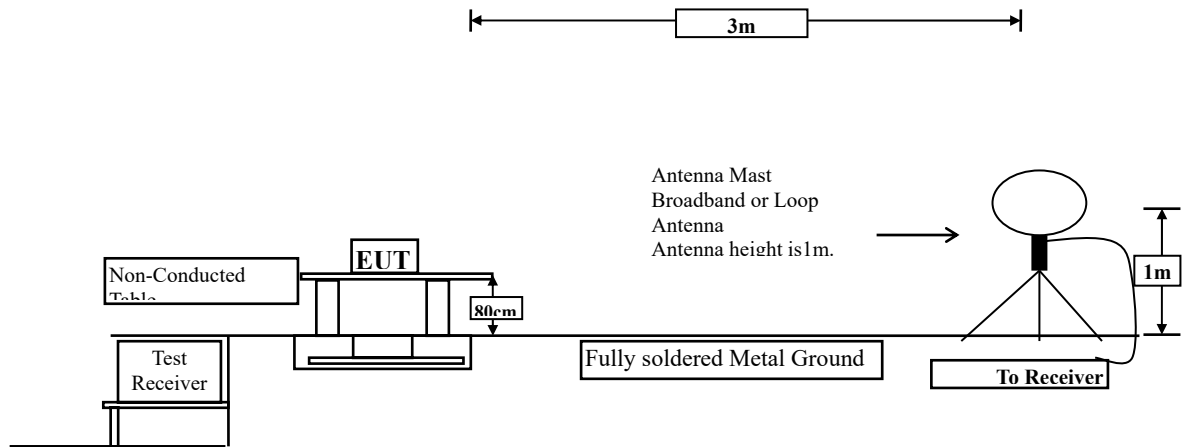 3m
Antenna Mast
Broadband or Loop
Antenna
Antenna height is1m.
EUT
Non-Conducted
Table
80cm
1m
Test
Receiver
Fully soldered Metal Ground
To Receiver